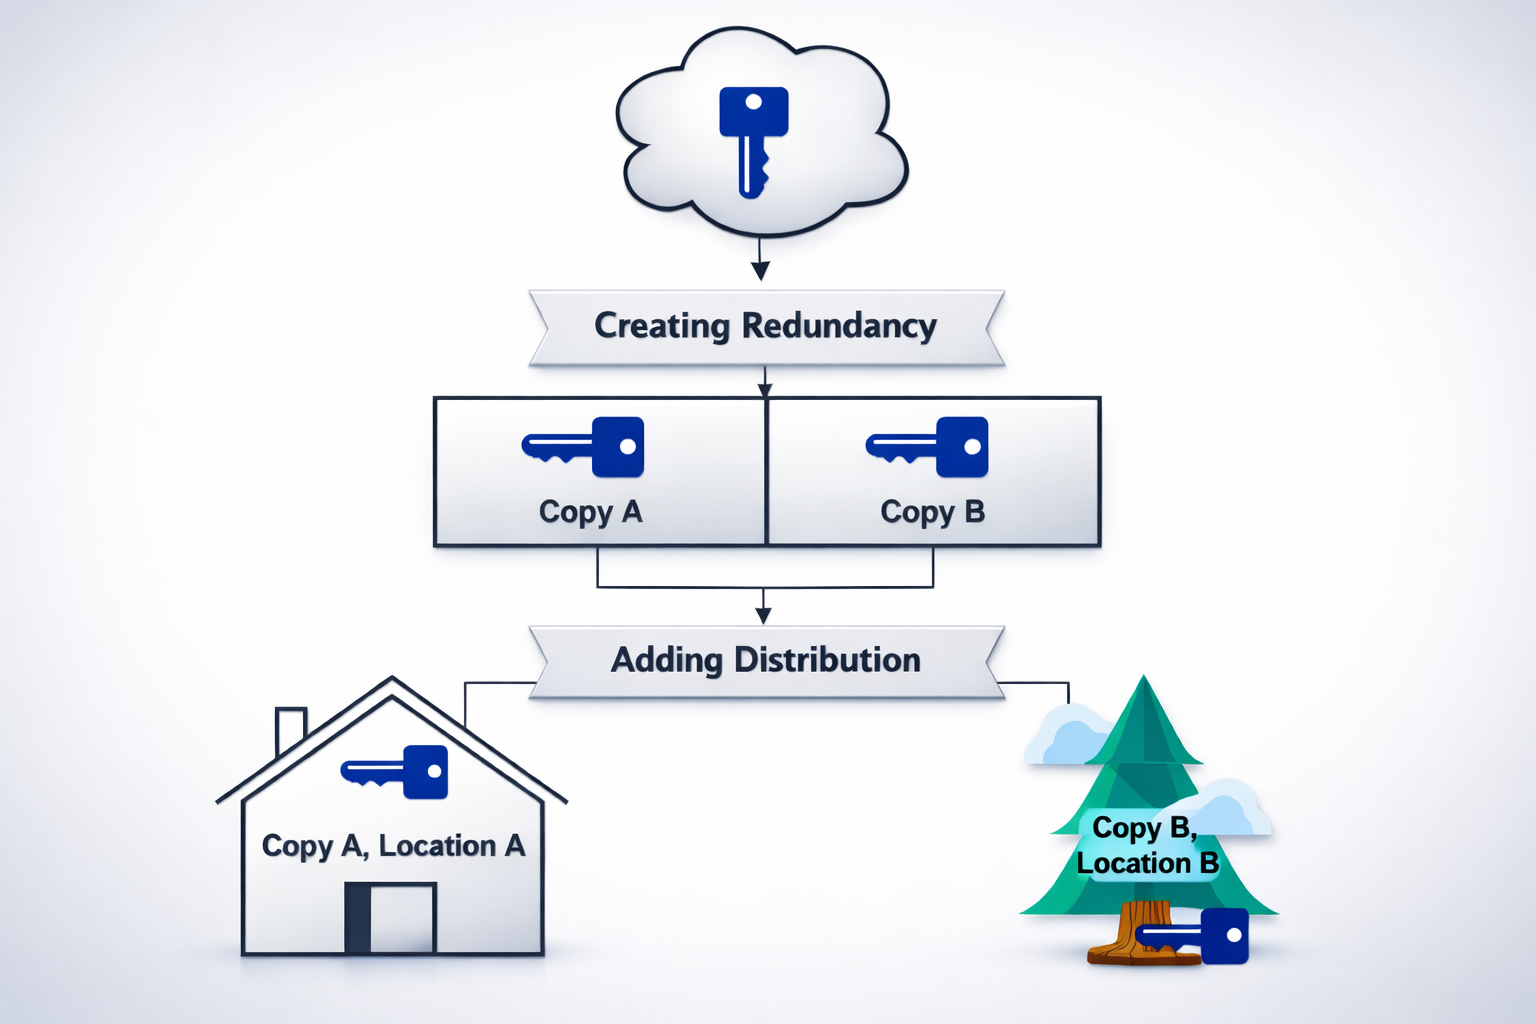 Creating Redundancy
Copy A
Copy B
Adding Distribution
Copy A, Location A
Copy B,
Location B